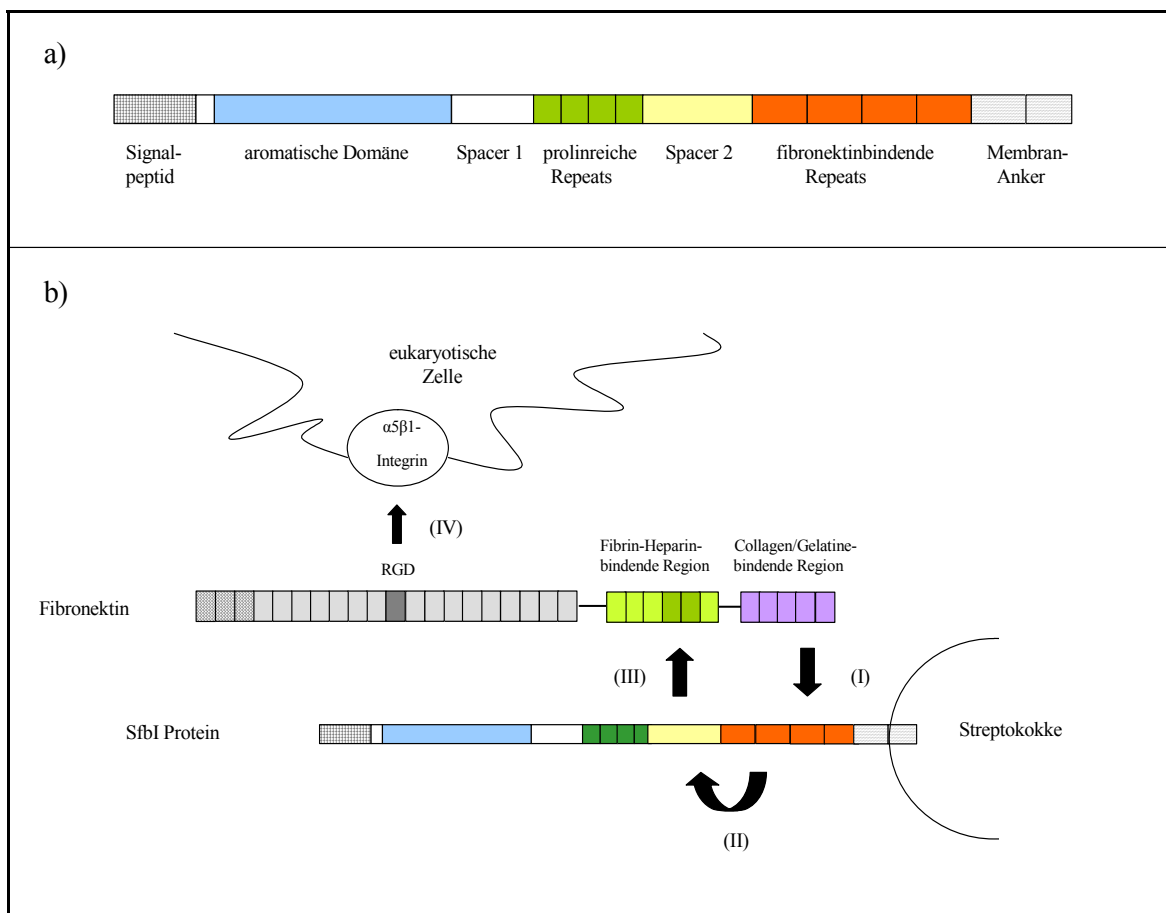 a)
Signal-
peptid
aromatische Domäne
Spacer 1
prolinreiche
Repeats
Spacer 2
fibronektinbindende
Repeats
Membran-
Anker
b)
eukaryotische
Zelle
α5β1-
Integrin
(IV)
RGD
Fibrin-Heparin-
bindende Region
Collagen/Gelatine-
bindende Region
Fibronektin
(III)
(I)
SfbI Protein
Streptokokke
(II)